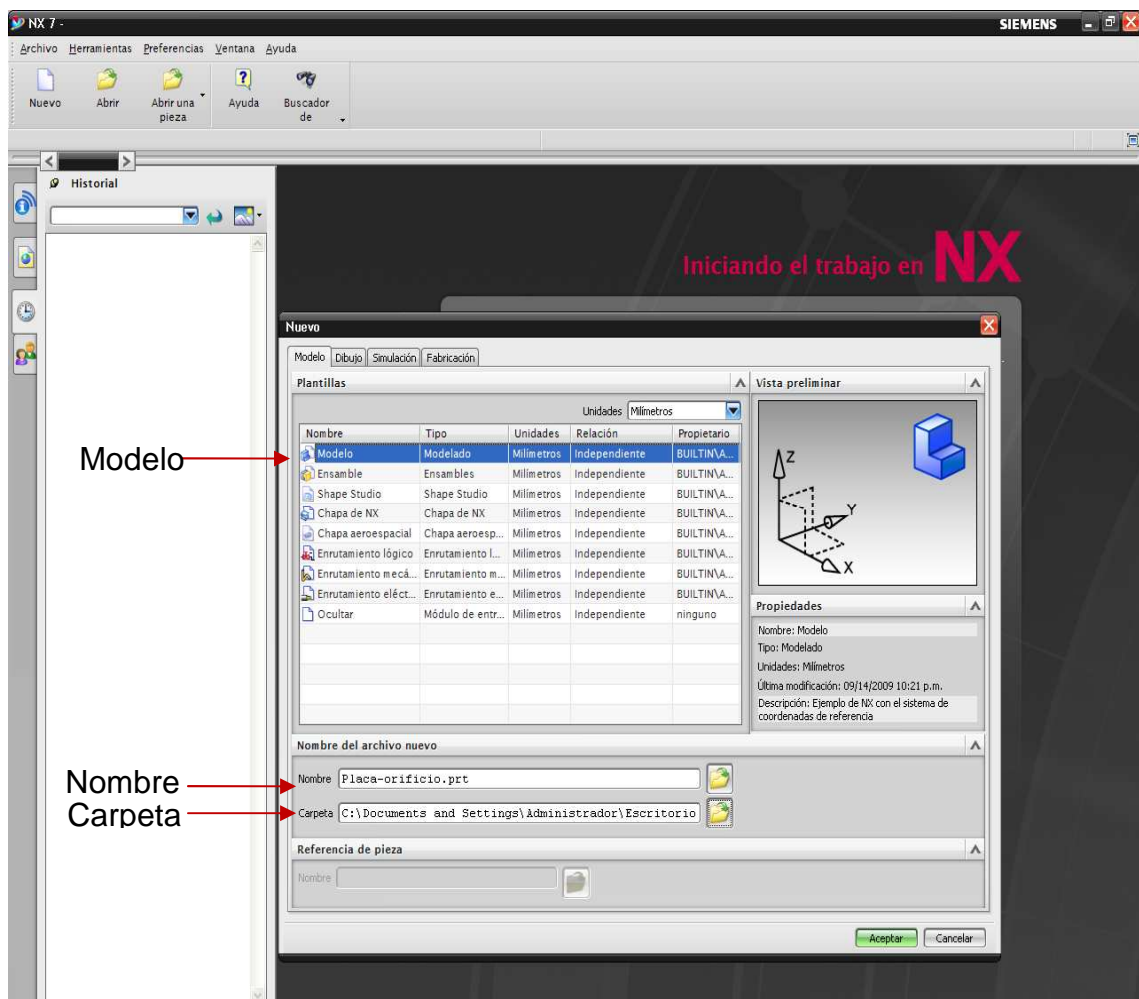 NX 7 -
SIEMENS
Archivo Herramientas Preferencias Ventana Ayuda
Nuevo
Abrir
Abrir una
pieza
Ayuda
Buscador
de
Historial
Iniciando el trabajo en NX
Nuevo
Modelo Dibujo Simulación Fabricación
Plantillas
Unidades Milímetros
Nombre Tipo Unidades Relación Propietario
Modelo Modelado Milímetros Independiente BUILTIN\A...
Ensamble Ensambles Milímetros Independiente BUILTIN\A...
Shape Studio Shape Studio Milímetros Independiente BUILTIN\A...
Chapa de NX Chapa de NX Milímetros Independiente BUILTIN\A...
Chapa aeroespacial Chapa aeroesp... Milímetros Independiente BUILTIN\A...
Enrutamiento lógico Enrutamiento l... Milímetros Independiente BUILTIN\A...
Enrutamiento mecá... Enrutamiento m... Milímetros Independiente BUILTIN\A...
Enrutamiento eléct... Enrutamiento e... Milímetros Independiente BUILTIN\A...
Ocultar Módulo de entr... Milímetros Independiente ninguno
Vista preliminar
Z
Y
X
Propiedades
Nombre: Modelo
Tipo: Modelado
Unidades: Milímetros
Última modificación: 09/14/2009 10:21 p.m.
Descripción: Ejemplo de NX con el sistema de
coordenadas de referencia
Nombre del archivo nuevo
Nombre Placa-orificio.prt
Carpeta C:\Documents and Settings\Administrador\Escritorio
Referencia de pieza
Nombre
Aceptar Cancelar
Modelo
Nombre
Carpeta